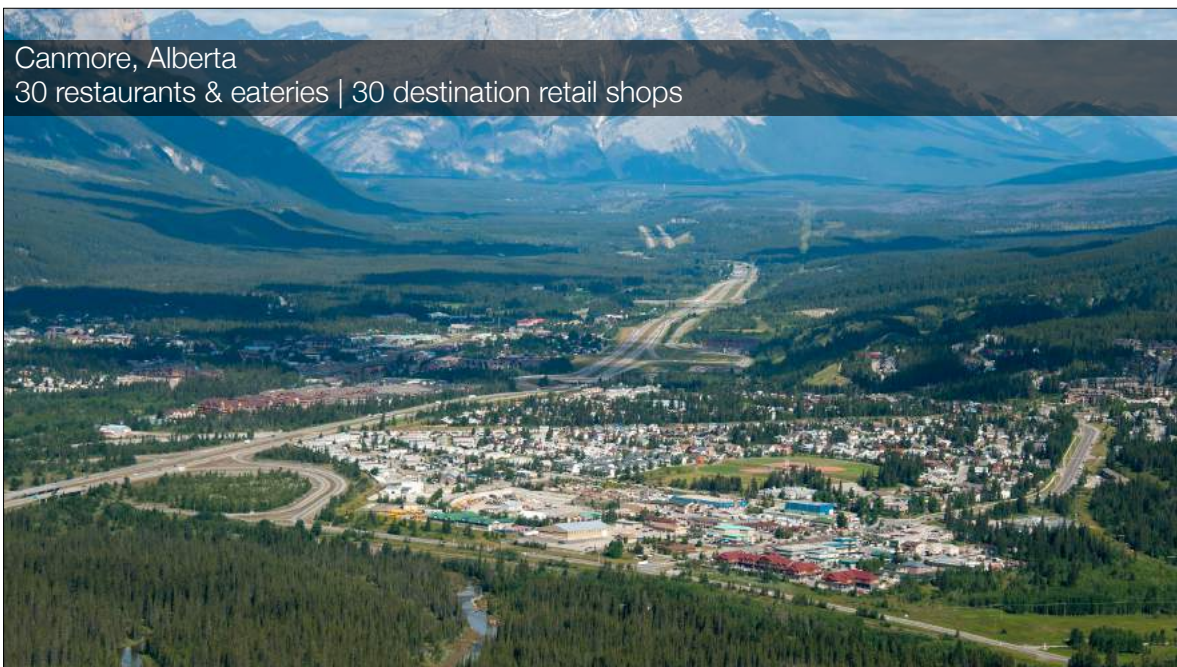 Canmore, Alberta
30 restaurants & eateries | 30 destination retail shops